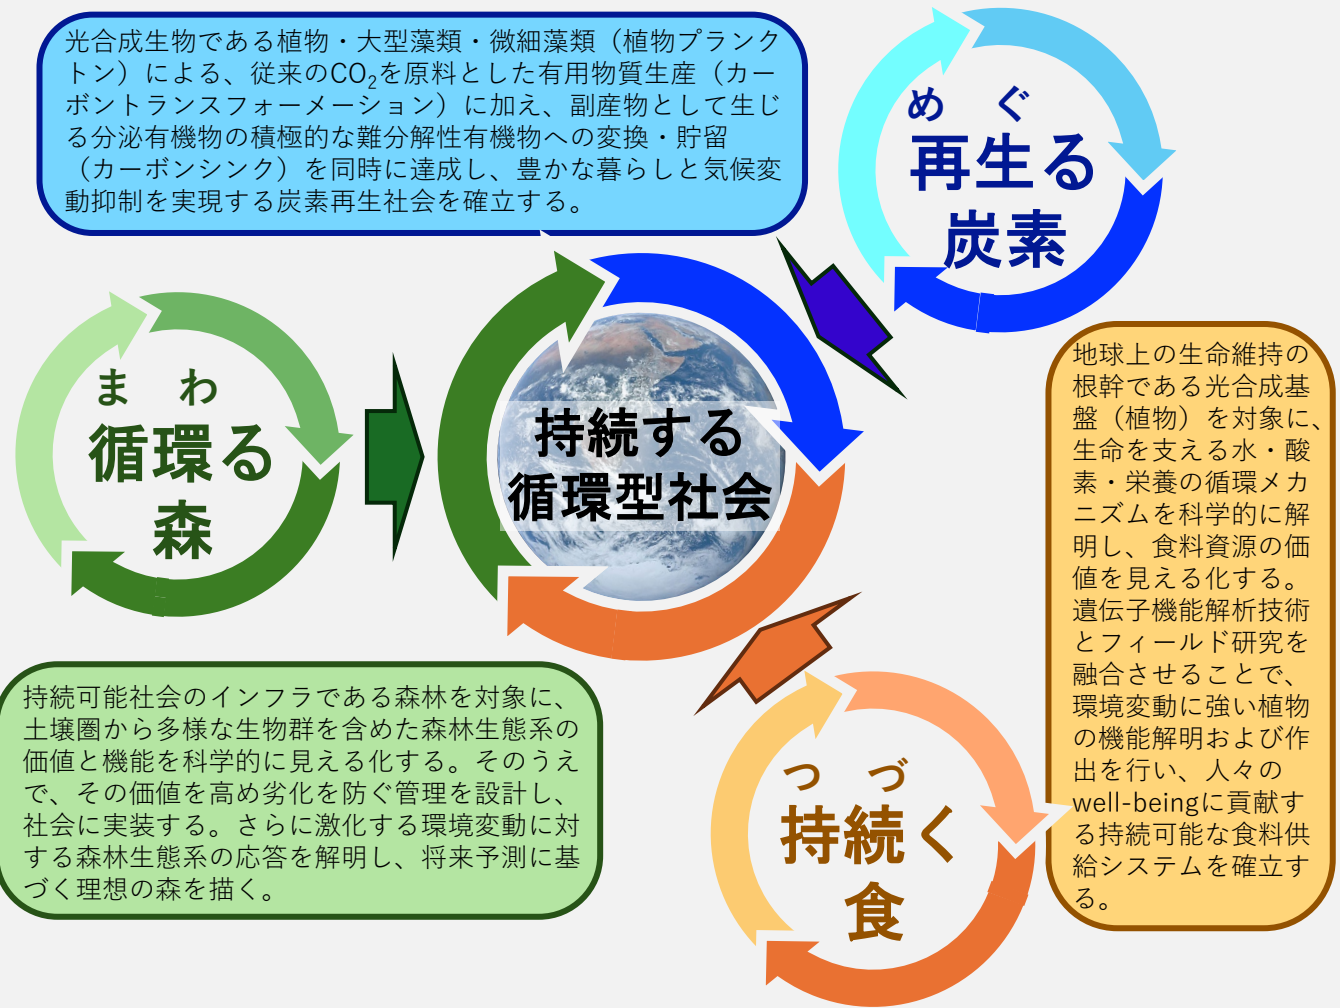 光合成生物である植物・大型藻類・微細藻類（植物プランク
トン）による、従来のCO₂を原料とした有用物質生産（カー
ボントランスフォーメーション）に加え、副産物として生じ
る分泌有機物の積極的な難分解性有機物への変換・貯留
（カーボンシンク）を同時に達成し、豊かな暮らしと気候変
動抑制を実現する炭素再生社会を確立する。
め ぐ
再生る
炭素
ま わ
循環る
森
持続する
循環型社会
地球上の生命維持の
根幹である光合成基
盤（植物）を対象に、
生命を支える水・酸
素・栄養の循環メカ
ニズムを科学的に解
明し、食料資源の価
値を見える化する。
遺伝子機能解析技術
とフィールド研究を
融合させることで、
環境変動に強い植物
の機能解明および作
出を行い、人々の
well-beingに貢献す
る持続可能な食料供
給システムを確立す
る。
持続可能社会のインフラである森林を対象に、
土壌圏から多様な生物群を含めた森林生態系の
価値と機能を科学的に見える化する。そのうえ
で、その価値を高め劣化を防ぐ管理を設計し、
社会に実装する。さらに激化する環境変動に対
する森林生態系の応答を解明し、将来予測に基
づく理想の森を描く。
つ づ
持続く
食